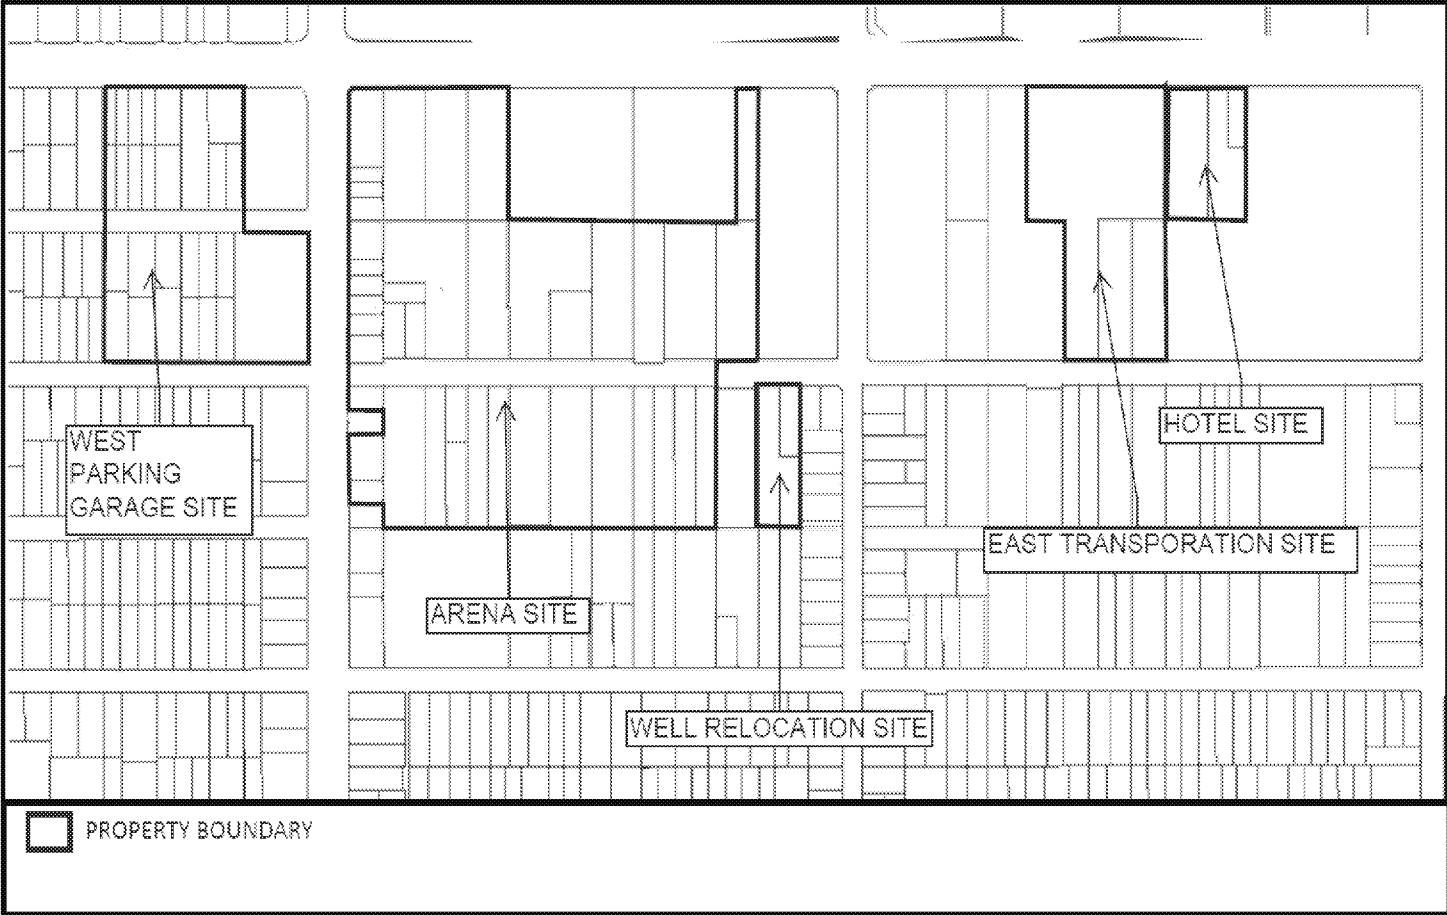 HOTEL SITE
WEST
PARKING
GARAGE SITE
EAST TRANSPORATION SITE
ARENA SITE
WELL RELOCATION SITE
PROPERTY BOUNDARY